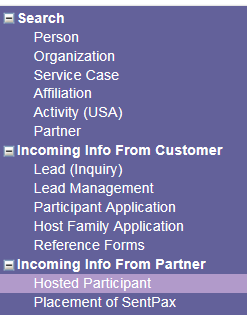 Search
Person
Organization
Service Case
Affiliation
Activity (USA)
Partner
Incoming Info From Customer
Lead (Inquiry)
Lead Management
Participant Application
Host Family Application
Reference Forms
Incoming Info From Partner
Hosted Participant
Placement of SentPax